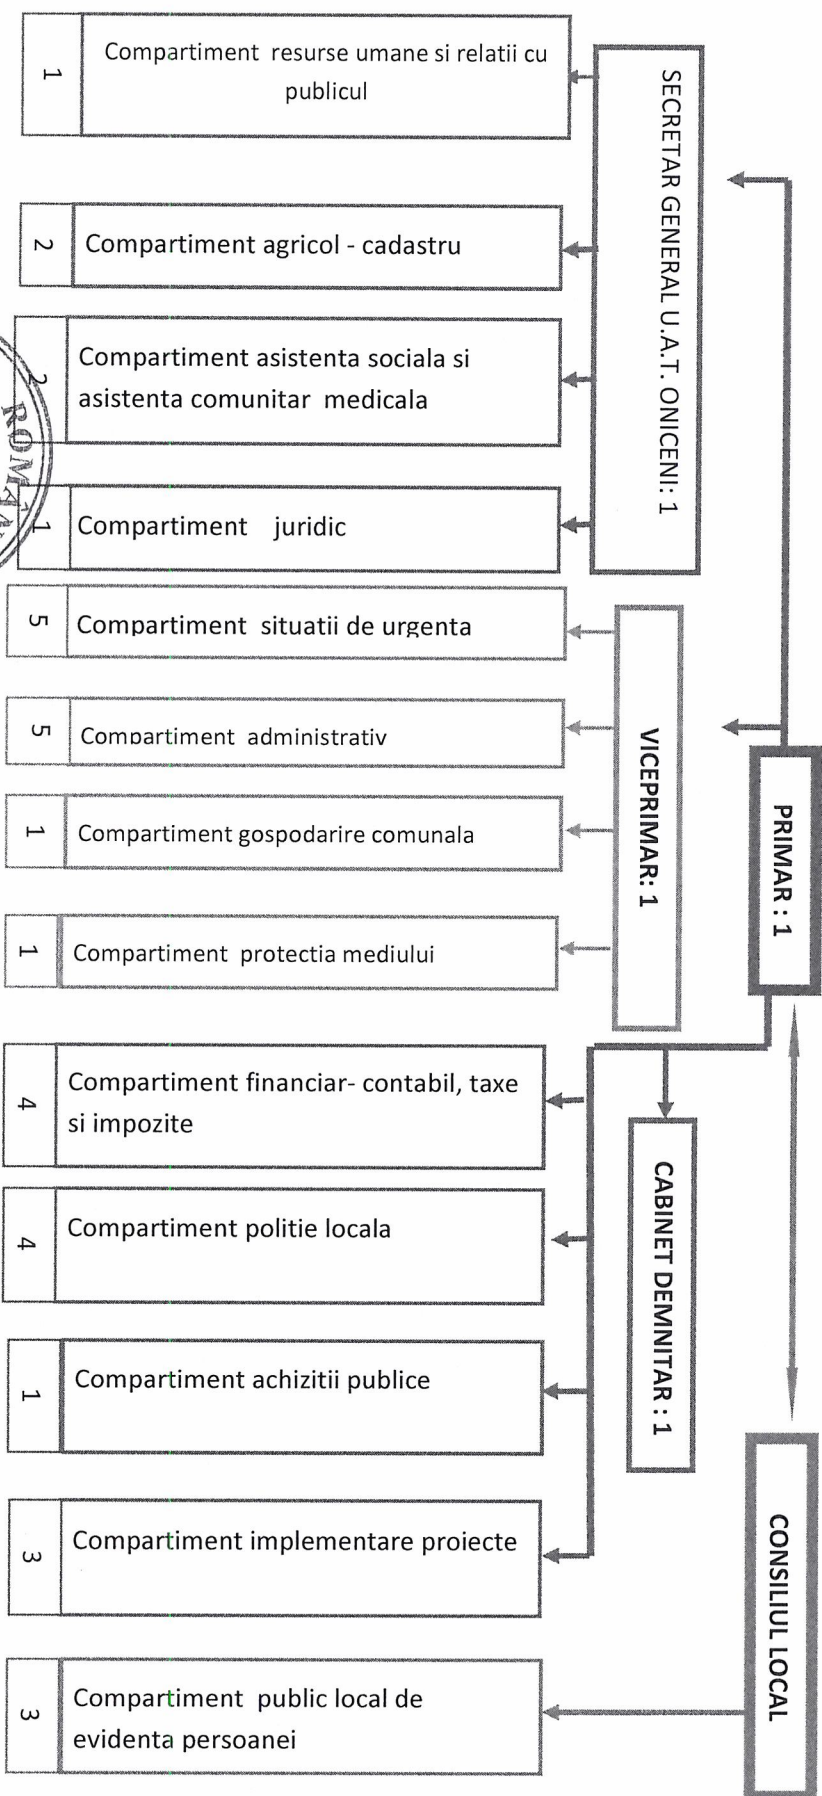 PRIMAR : 1
CONSILIUL LOCAL
SECRETAR GENERAL U.A.T. ONICENI: 1
VICEPRIMAR: 1
CABINET DEMNITAR : 1
Compartiment resurse umane si relatii cu
publicul
1
Compartiment agricol - cadastru
2
Compartiment asistenta sociala si
asistenta comunitar medicala
2
Compartiment juridic
1
Compartiment situatii de urgenta
5
Compartiment administrativ
5
Compartiment gospodarire comunala
1
Compartiment protectia mediului
1
Compartiment financiar- contabil, taxe
si impozite
4
Compartiment politie locala
4
Compartiment achizitii publice
1
Compartiment implementare proiecte
3
Compartiment public local de
evidenta persoanei
3